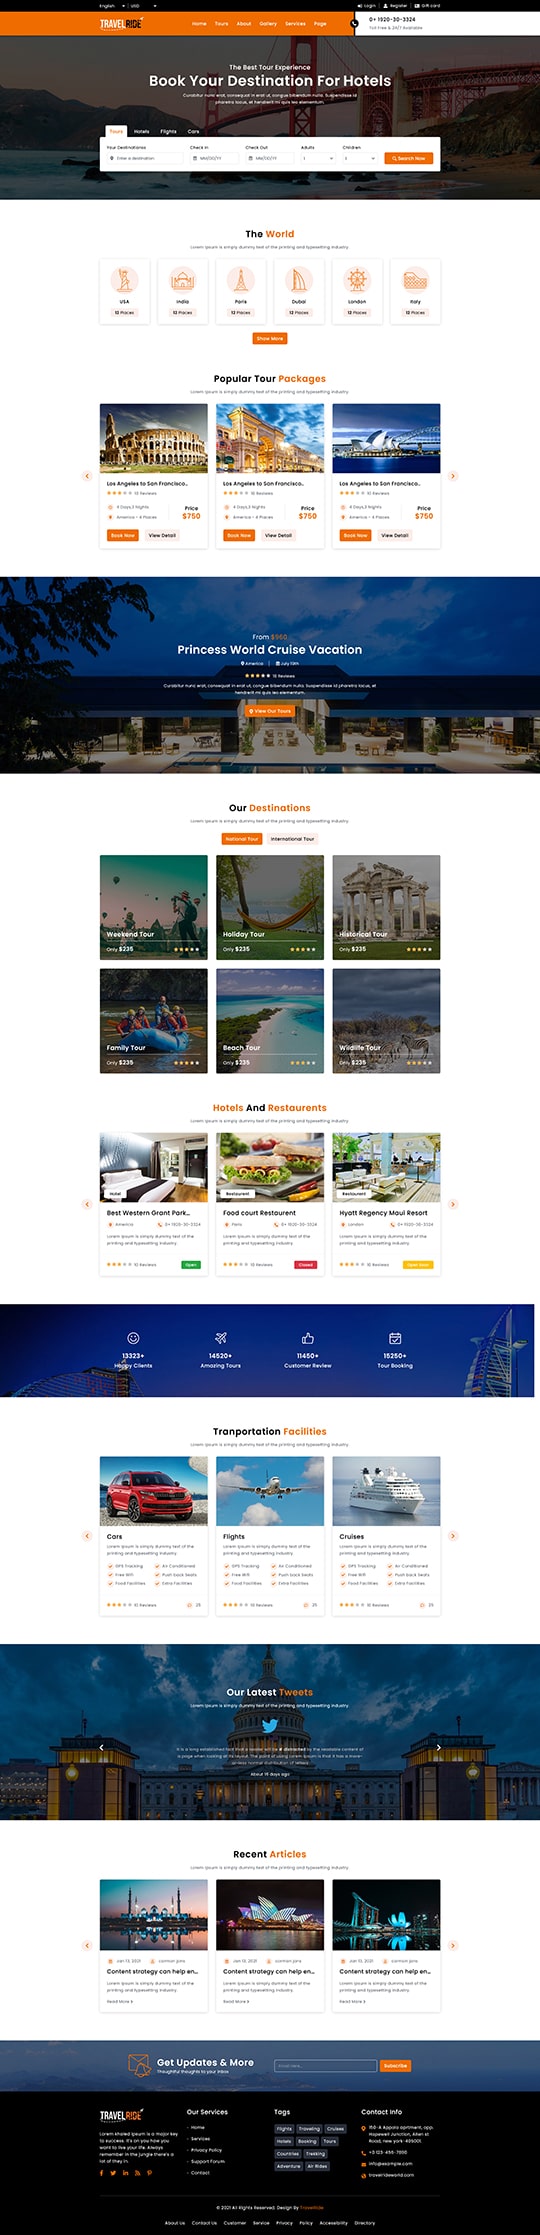 English USD Login Register Gift card
TRAVELRIDE Home Tours About Gallery Services Page 0+ 1920-30-3324
Toll Free & 24/7 Available
The Best Tour Experience
Book Your Destination For Hotels
Curabitur nunc erat, consequat in erat ut, congue bibendum nulla. Suspendisse id
pharetra lacus, et hendrerit mi quis leo elementum.
Tours Hotels Flights Cars
Your Destinations Check In Check Out Adults Children
Enter a destination MM/DD/YY MM/DD/YY Search Now
The World
Lorem Ipsum is simply dummy text of the printing and typesetting industry.
USA India Paris Dubai London Italy
12 Places 12 Places 12 Places 12 Places 12 Places 12 Places
Show More
Popular Tour Packages
Lorem Ipsum is simply dummy text of the printing and typesetting industry.
Los Angeles to San Francisco.. Los Angeles to San Francisco.. Los Angeles to San Francisco..
10 Reviews 10 Reviews 10 Reviews
4 Days,3 Nights Price 4 Days,3 Nights Price 4 Days,3 Nights Price
America - 4 Places $750 America - 4 Places $750 America - 4 Places $750
Book Now View Detail Book Now View Detail Book Now View Detail
From $960
Princess World Cruise Vacation
America July 19th
16 Reviews
Curabitur nunc erat, consequat in erat ut, congue bibendum nulla. Suspendisse id pharetra lacus, et
hendrerit mi quis leo elementum.
View Our Tours
Our Destinations
Lorem Ipsum is simply dummy text of the printing and typesetting industry.
National Tour International Tour
Weekend Tour Holiday Tour Historical Tour
Only $235 Only $235 Only $235
Family Tour Beach Tour Wildlife Tour
Only $235 Only $235 Only $235
Hotels And Restaurents
Lorem Ipsum is simply dummy text of the printing and typesetting industry.
Hotel Restaurent Restaurent
Best Western Grant Park... Food court Restaurent Hyatt Regency Maui Resort
America 0+ 1920-30-3324 Paris 0+ 1920-30-3324 London 0+ 1920-30-3324
Lorem Ipsum is simply dummy text of the Lorem Ipsum is simply dummy text of the Lorem Ipsum is simply dummy text of the
printing and typesetting industry. printing and typesetting industry. printing and typesetting industry.
10 Reviews Open 10 Reviews Closed 10 Reviews
13323+ 14520+ 11450+ 15250+
Happy Clients Amazing Tours Customer Review Tour Booking
Tranportation Facilities
Lorem Ipsum is simply dummy text of the printing and typesetting industry.
Cars Flights Cruises
Lorem Ipsum is simply dummy text of the Lorem Ipsum is simply dummy text of the Lorem Ipsum is simply dummy text of the
printing and typesetting industry. printing and typesetting industry. printing and typesetting industry.
GPS Tracking Air Conditioned GPS Tracking Air Conditioned GPS Tracking Air Conditioned
Free Wifi Push back Seats Free Wifi Push back Seats Free Wifi Push back Seats
Food Facilities Extra Facilities Food Facilities Extra Facilities Food Facilities Extra Facilities
10 Reviews 25 10 Reviews 25 10 Reviews 25
Our Latest Tweets
Lorem Ipsum is simply dummy text of the printing and typesetting industry.
It is a long established fact that a reader will be distracted by the readable content of
a page when looking at its layout. The point of using Lorem Ipsum is that it has a more-
or-less normal distribution of letters
About 16 days ago
Recent Articles
Lorem Ipsum is simply dummy text of the printing and typesetting industry.
Jan 13, 2021 Jan 13, 2021 Jan 13, 2021
Content strategy can help en... Content strategy can help en... Content strategy can help en...
Lorem Ipsum is simply dummy text of the Lorem Ipsum is simply dummy text of the Lorem Ipsum is simply dummy text of the
printing and typesetting industry. printing and typesetting industry. printing and typesetting industry.
Read More Read More Read More
Get Updates & More
Thoughtful thoughts to your inbox
Email Here... Subscribe
TRAVELRIDE Our Services Tags Contact Info
Lorem khaled ipsum is a major key
to success. It's on you how you
want to live your life. Always
remember in the jungle there's a
lot of they in.
Home
Services
Privacy Policy
Support Forum
Contact
Flights Traveling Cruises
Hotels Booking Tours
Countries Trekking
Adventure Air Rides
150-A Appolo aprtment, opp.
Hopewell Junction, Allen st
Road, new york-405001
+3 123-456-7890
info@example.com
travelrideworld.com
© 2021 All Rights Reserved. Design By TravelRide
About Us Contact Us Customer Service Privacy Policy Accessibility Directory